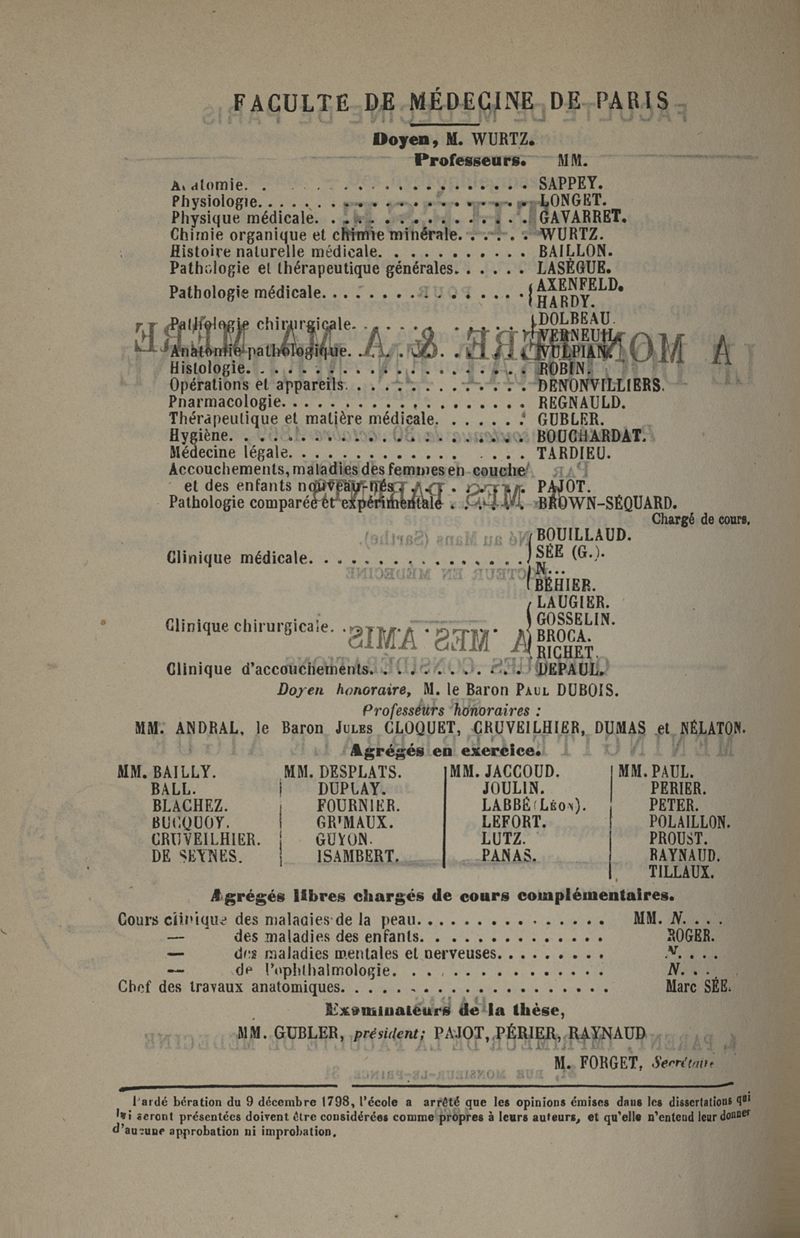 FACULTÉ DE MÉDECINE DE PARIS
Doyen, M. WURTZ.
Professeurs. MM.
Anatomie. . . . . . . . . . . . . . . . SAPPEY.
Physiologie. . . . . . . . . . . . . . . LONGET.
Physique médicale. . . . . . . . . . . . GAVARRET.
Chimie organique et chimie minérale. . . . . WURTZ.
Histoire naturelle médicale. . . . . . . . . . BAILLON.
Pathologie et thérapeutique générales. . . . . . LASÈGUE.
Pathologie médicale. . . . . . . . . . . . { AXENFELD.
HARDY.
Pathologie chirurgicale. . . . . . . . . . { DOLBEAU.
VERNEUIL
Anatomie pathologique. . . . . . . . . . VULPIAN
Histologie. . . . . . . . . . . . . . . . ROBIN.
Opérations et appareils. . . . . . . . . . . DENONVILLIERS.
Pharmacologie. . . . . . . . . . . . . . . REGNAULD.
Thérapeutique et matière médicale. . . . . . . GUBLER.
Hygiène. . . . . . . . . . . . . . . . . BOUCHARDAT.
Médecine légale. . . . . . . . . . . . . . TARDIEU.
Accouchements, maladies des femmes en couche
et des enfants nouveau-nés . . . . PAJOT.
Pathologie comparée et expérimentale . . . . BROWN-SÉQUARD.
Chargé de cours.
Clinique médicale. . . . . . . . . . . . . { BOUILLAUD.
SÉE (G.).
N...
BÉHIER.
Clinique chirurgicale. . . . . . . . . . { LAUGIER.
GOSSELIN.
BROCA.
RICHET.
Clinique d'accouchements. . . . . . . . . DEPAUL.
Doyen honoraire, M. le Baron PAUL DUBOIS.
Professeurs honoraires :
MM. ANDRAL, le Baron JULES CLOQUET, CRUVEILHIER, DUMAS et NÉLATON.
Agrégés en exercice.
MM. BAILLY. MM. DESPLATS. MM. JACCOUD. MM. PAUL.
BALL. DUPLAY. JOULIN. PERIER.
BLACHEZ. FOURNIER. LABBÉ (LÉON). PETER.
BUCQUOY. GRIMAUX. LEFORT. POLAILLON.
CRUVEILHIER. GUYON. LUTZ. PROUST.
DE SEYNES. ISAMBERT. PANAS. RAYNAUD.
TILLAUX.
Agrégés libres chargés de cours complémentaires.
Cours clinique des maladies de la peau. . . . . . . . . . . . . . . MM. N. . . .
— des maladies des enfants. . . . . . . . . . . . . . ROGER.
— des maladies mentales et nerveuses. . . . . . . . . N. . . .
— de l'ophthalmologie. . . . . . . . . . . . . . . N. . . .
Chef des travaux anatomiques. . . . . . . . . . . . . . . . . . . . Marc SÉE.
Examinateurs de la thèse,
MM. GUBLER, président; PAJOT, PÉRIER, RAYNAUD
M. FORGET, Secrétaire
Par dé bération du 9 décembre 1798, l'école a arrêté que les opinions émises dans les dissertations qui
lui seront présentées doivent être considérées comme propres à leurs auteurs, et qu'elle n'entend leur donner
d'aucune approbation ni improbation.